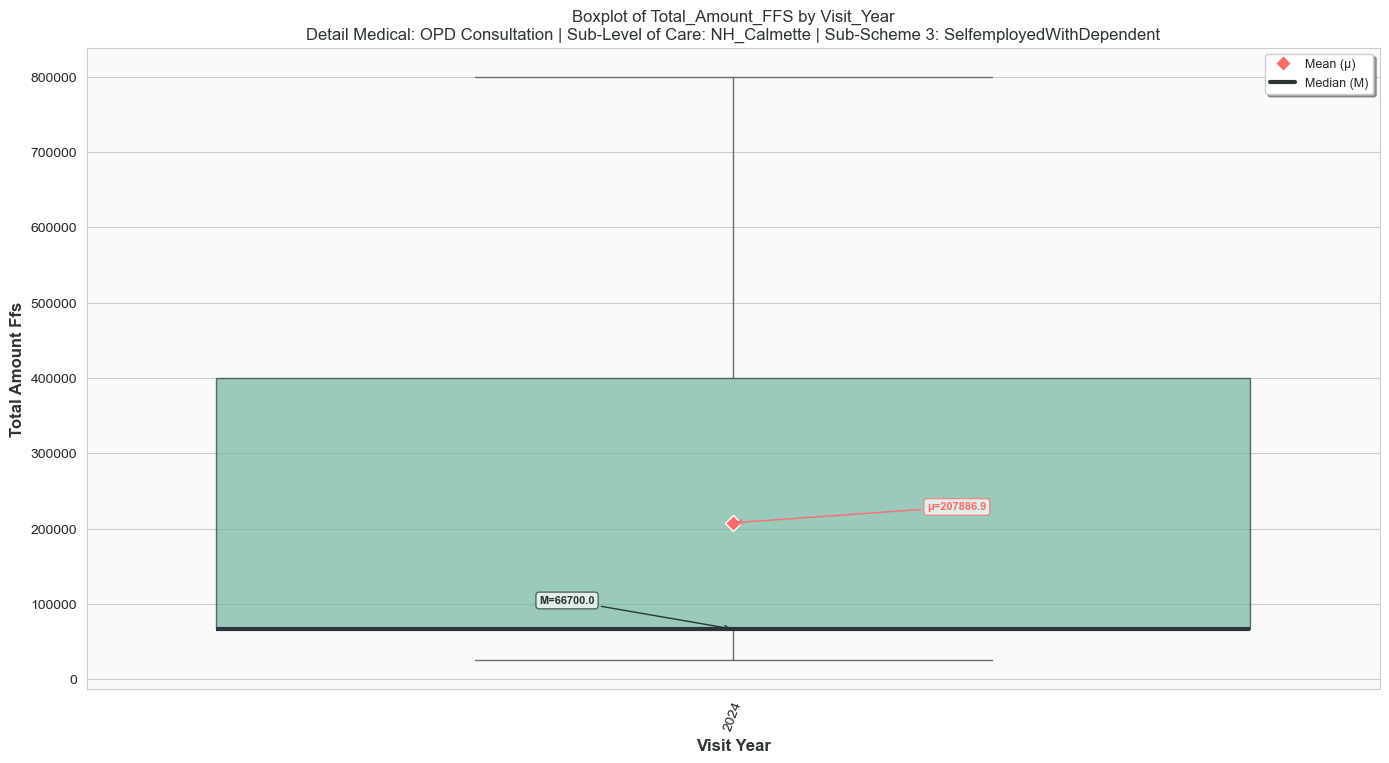 Boxplot of Total_Amount_FFS by Visit_Year
Detail Medical: OPD Consultation | Sub-Level of Care: NH_Calmette | Sub-Scheme 3: SelfemployedWithDependent
Mean (μ)
Median (M)
Total Amount Ffs
800000
700000
600000
500000
400000
300000
200000
100000
0
μ=207886.9
M=66700.0
2024
Visit Year